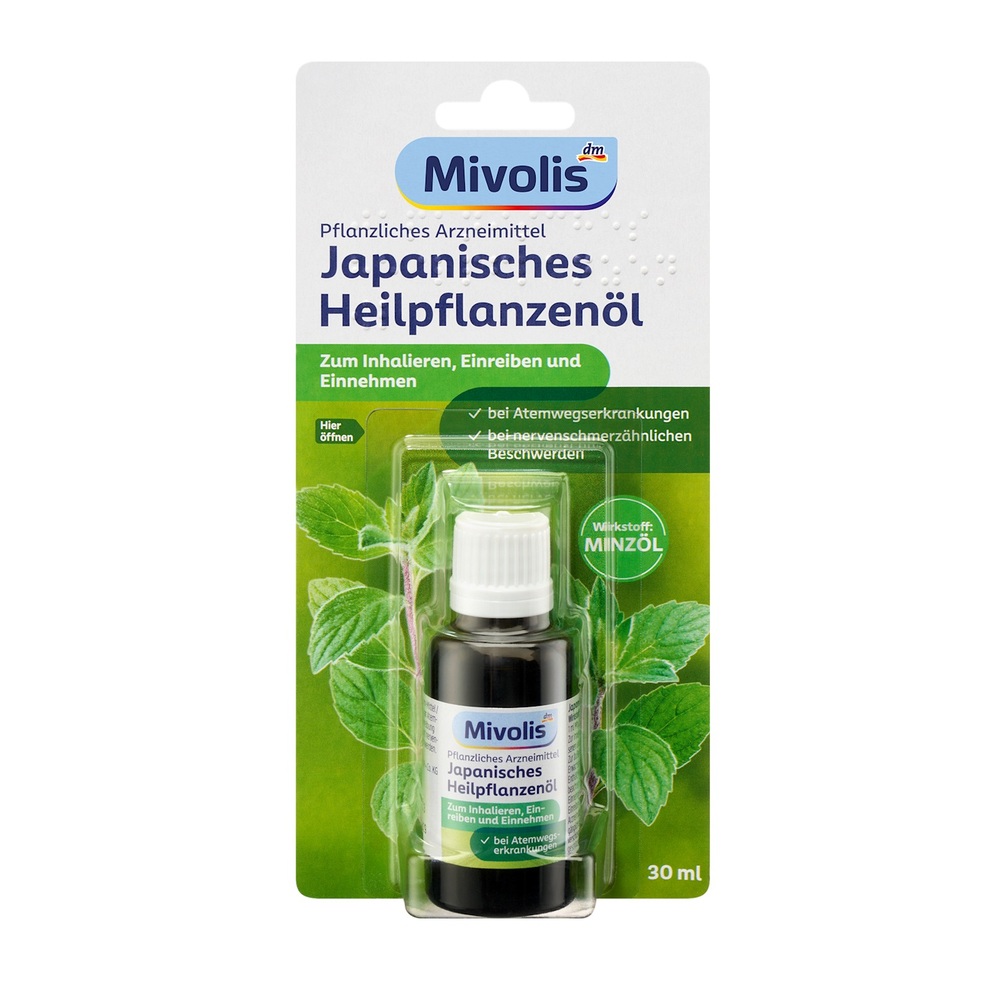 dm
Mivolis
Pflanzliches Arzneimittel
Japanisches
Heilpflanzenöl
Zum Inhalieren, Einreiben und
Einnehmen
✓ bei Atemwegserkrankungen
✓ bei nervenschmerzähnlichen
Beschwerden
Hier
öffnen
Wirkstoff:
MINZÖL
dm
Mivolis
Pflanzliches Arzneimittel
Japanisches
Heilpflanzenöl
Zum Inhalieren, Ein-
reiben und Einnehmen
✓ bei Atemwegs-
erkrankungen
30 ml